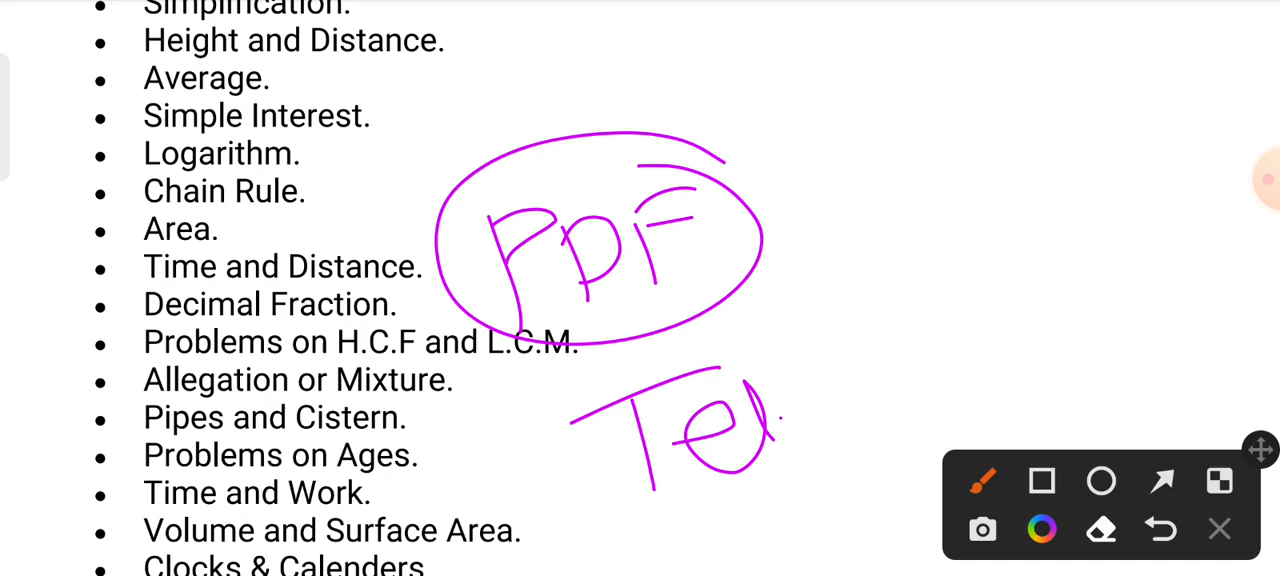 Simplification.
Height and Distance.
Average.
Simple Interest.
Logarithm.
Chain Rule.
Area.
Time and Distance.
Decimal Fraction.
Problems on H.C.F and L.C.M.
Allegation or Mixture.
Pipes and Cistern.
Problems on Ages.
Time and Work.
Volume and Surface Area.
Clocks & Calenders
PDF